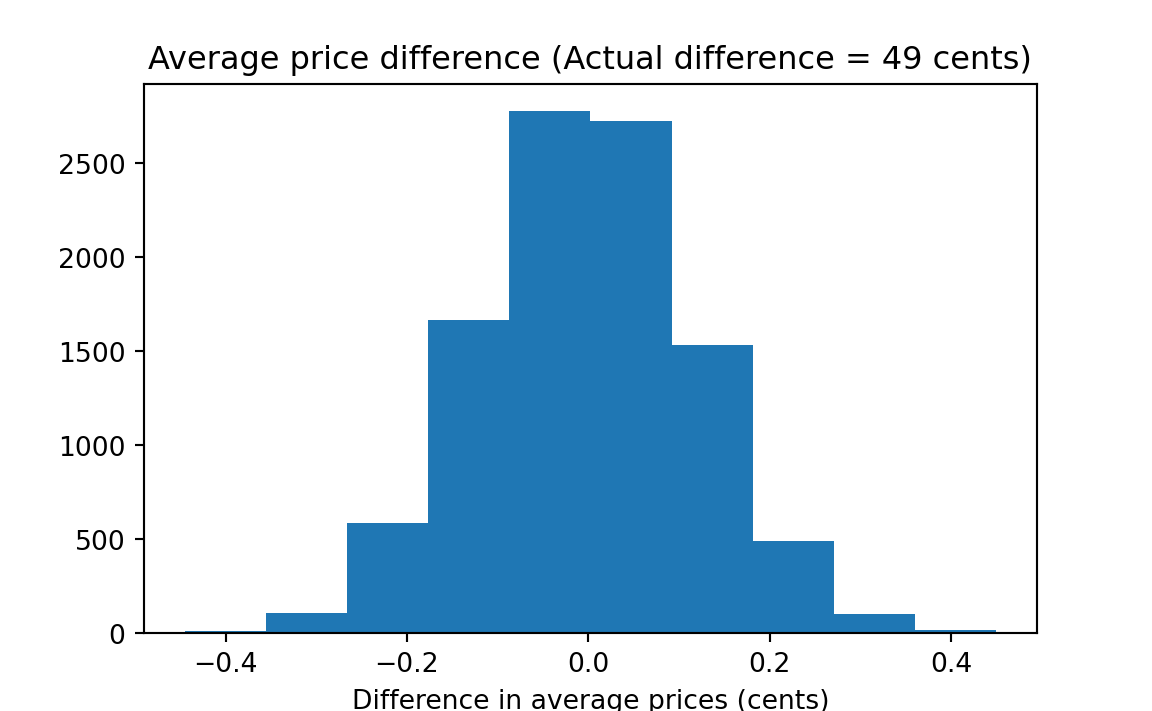 Average price difference (Actual difference = 49 cents)
2500
2000
1500
1000
500
0
−0.4 −0.2 0.0 0.2 0.4
Difference in average prices (cents)